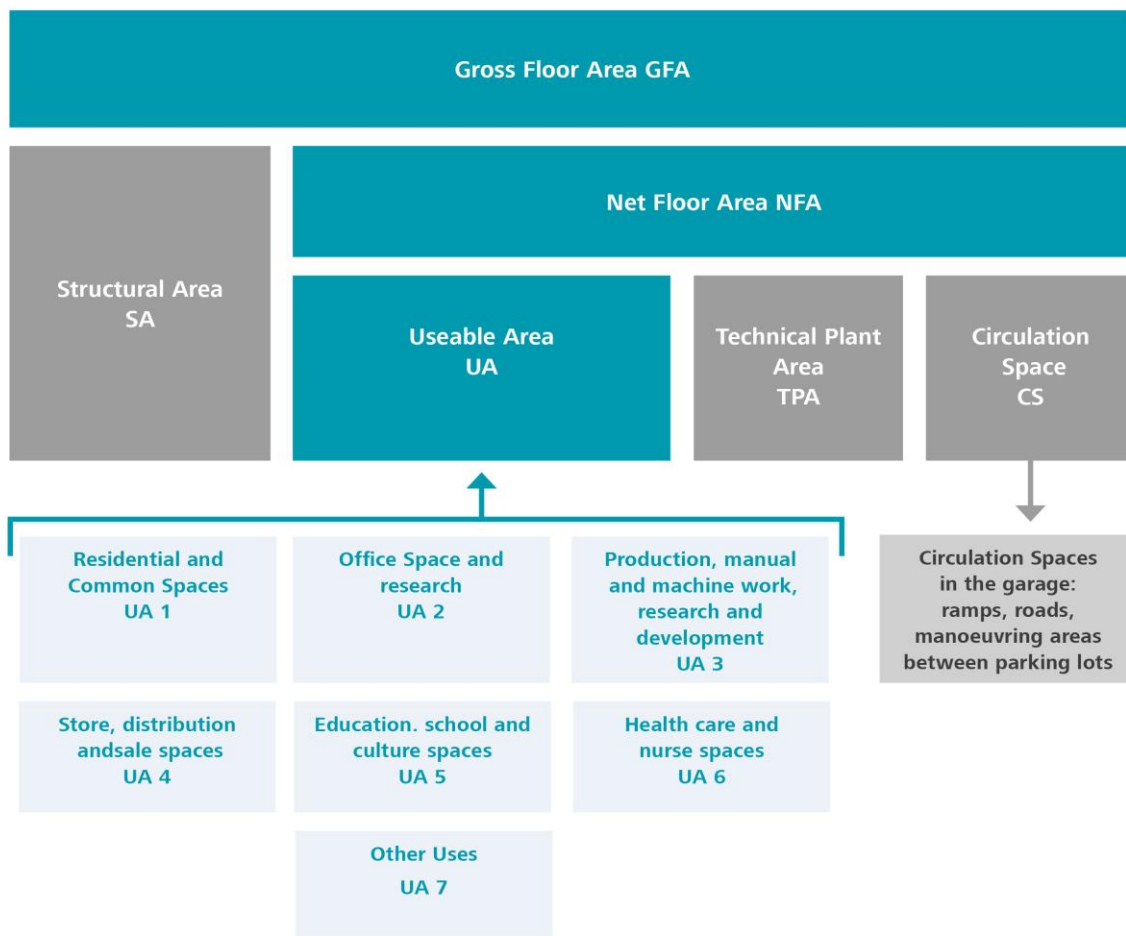 Gross Floor Area GFA
Net Floor Area NFA
Structural Area
SA
Useable Area
UA
Technical Plant
Area
TPA
Circulation
Space
CS
Residential and
Common Spaces
UA 1
Office Space and
research
UA 2
Production, manual
and machine work,
research and
development
UA 3
Circulation Spaces
in the garage:
ramps, roads,
manoeuvring areas
between parking lots
Store, distribution
andsale spaces
UA 4
Education. school and
culture spaces
UA 5
Health care and
nurse spaces
UA 6
Other Uses
UA 7